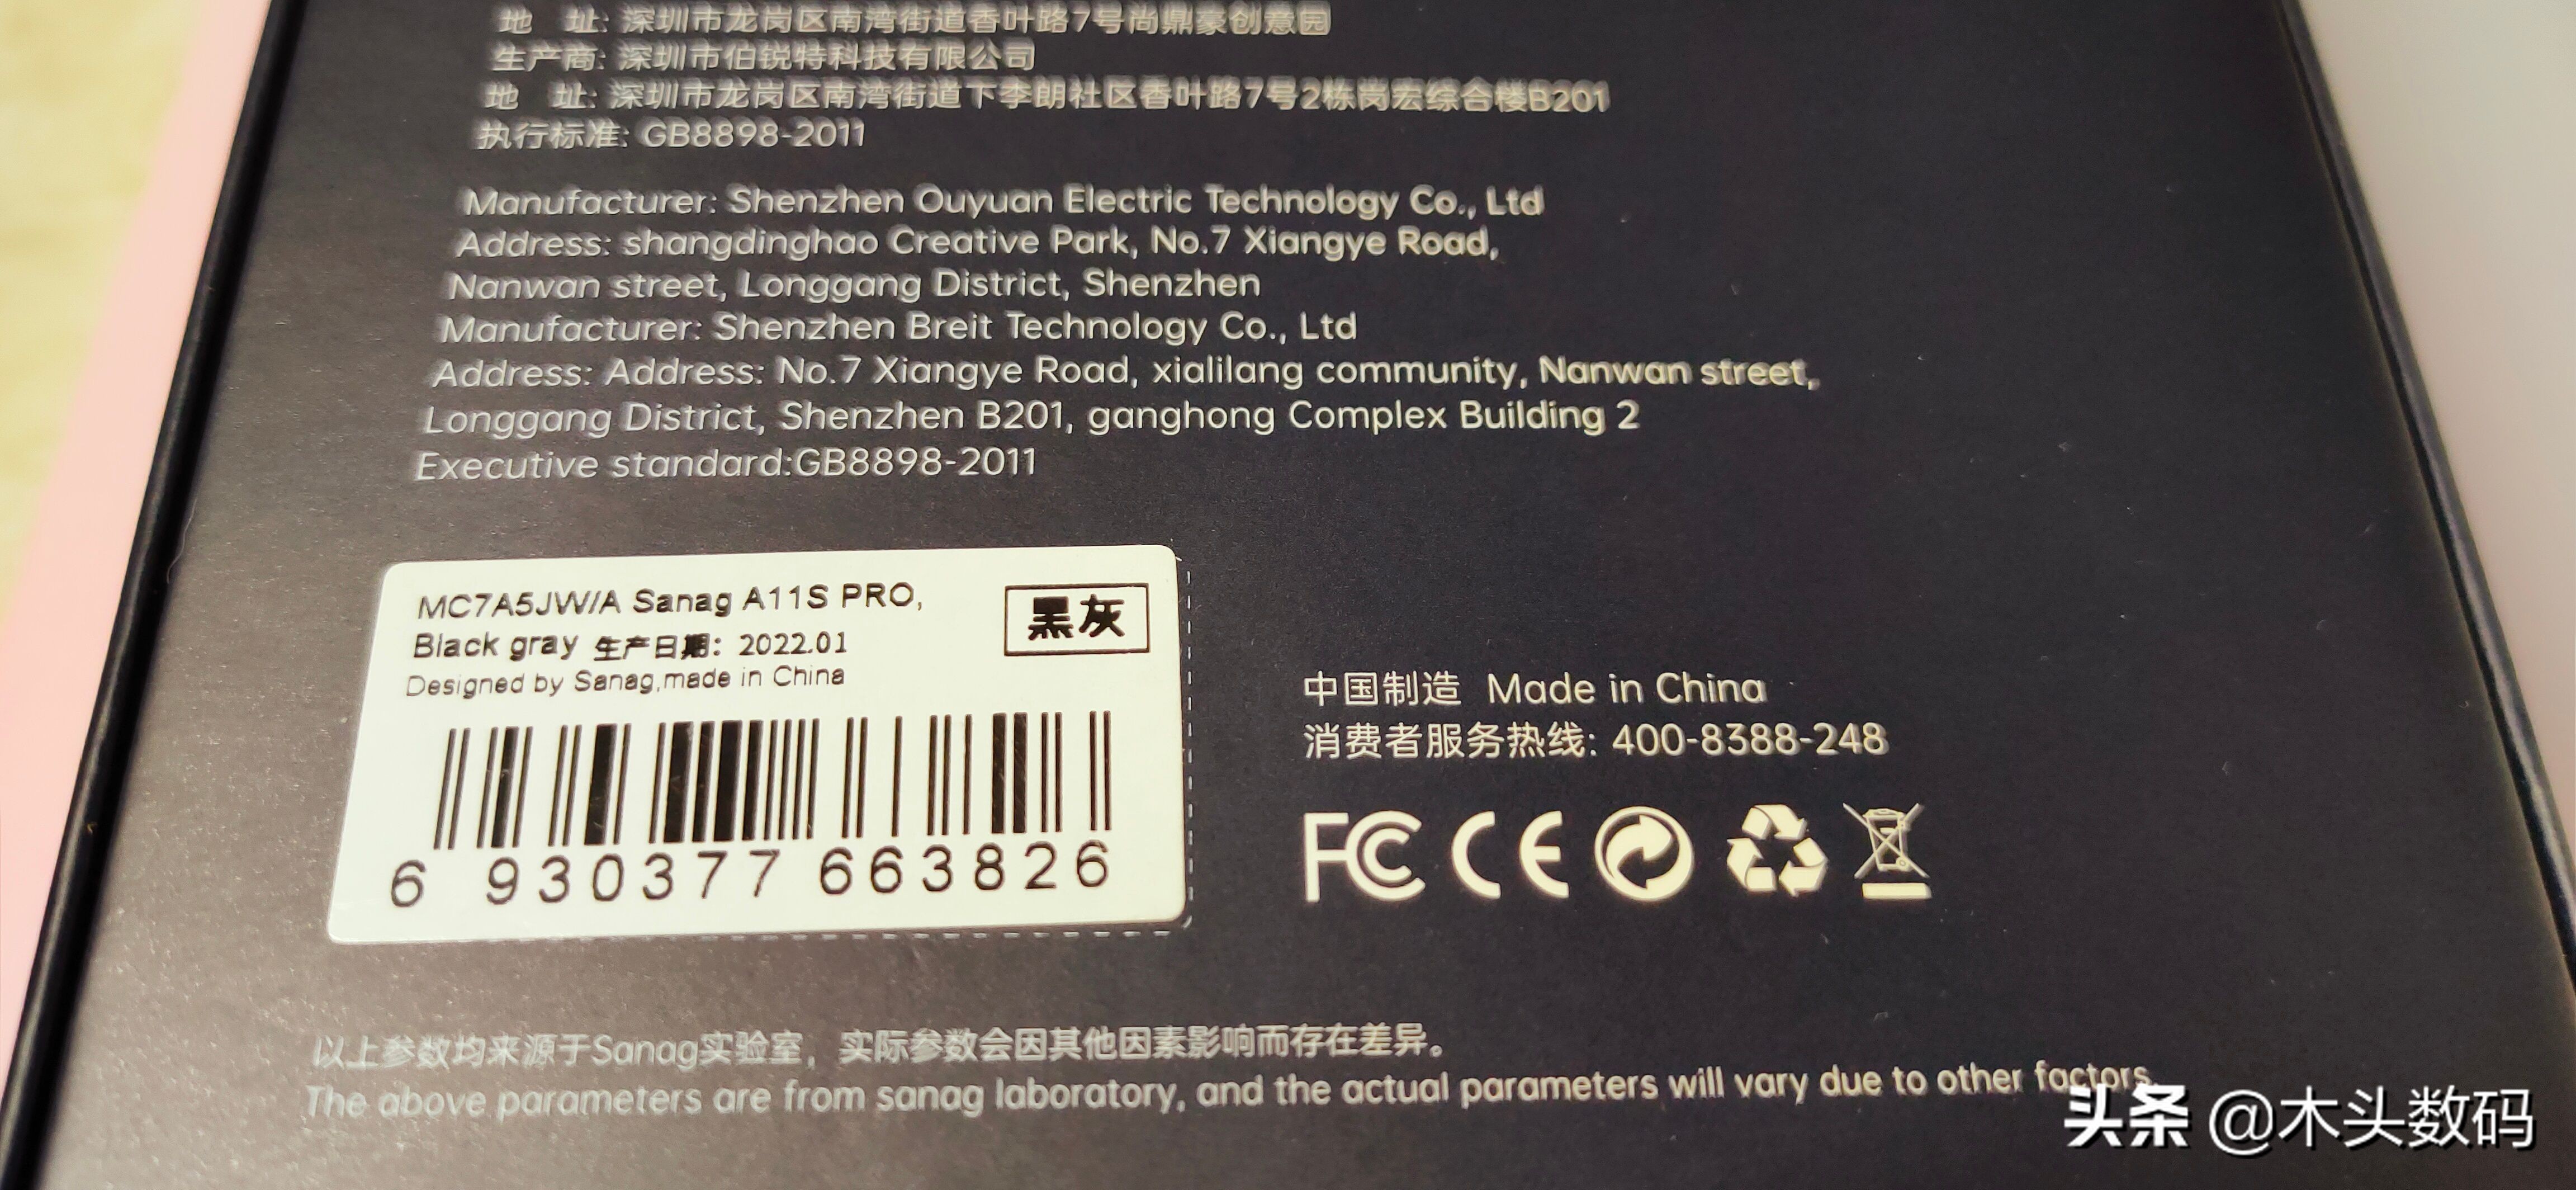 地 址: 深圳市龙岗区南湾街道香叶路7号尚鼎豪创意园
生产商: 深圳市伯锐特科技有限公司
地 址: 深圳市龙岗区南湾街道下李朗社区香叶路7号2栋岗宏综合楼B201
执行标准: GB8898-2011
Manufacturer: Shenzhen Ouyuan Electric Technology Co., Ltd
Address: shangdinghao Creative Park, No.7 Xiangye Road,
Nanwan street, Longgang District, Shenzhen
Manufacturer: Shenzhen Breit Technology Co., Ltd
Address: Address: No.7 Xiangye Road, xialilang community, Nanwan street,
Longgang District, Shenzhen B201, ganghong Complex Building 2
Executive standard:GB8898-2011
MC7A5JW/A Sanag A11S PRO,
Black gray 生产日期: 2022.01
Designed by Sanag,made in China
黑灰
6 930377 663826
中国制造 Made in China
消费者服务热线: 400-8388-248
FC CE
以上参数均来源于Sanag实验室，实际参数会因其他因素影响而存在差异。
The above parameters are from sanag laboratory, and the actual parameters will vary due to other factors.
头条 @木头数码